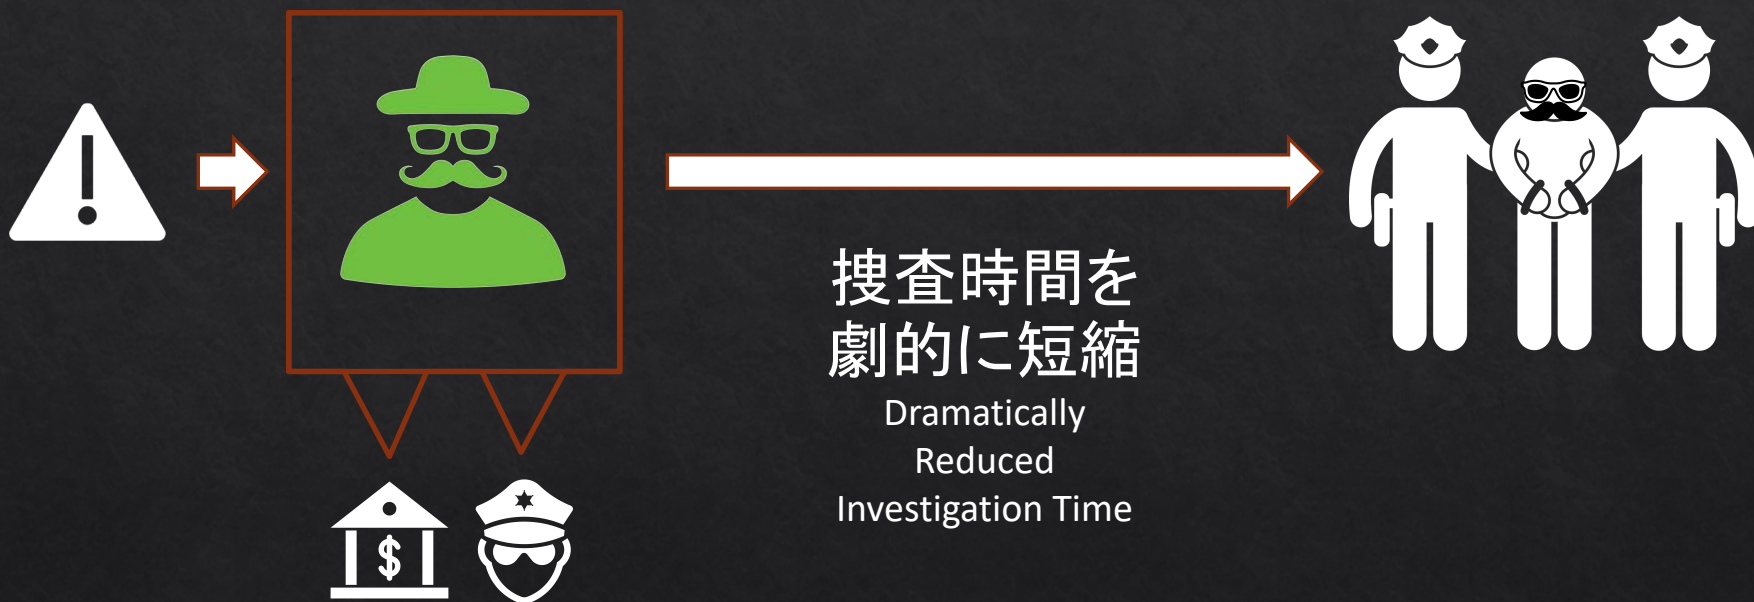 捜査時間を
劇的に短縮
Dramatically
Reduced
Investigation Time
$